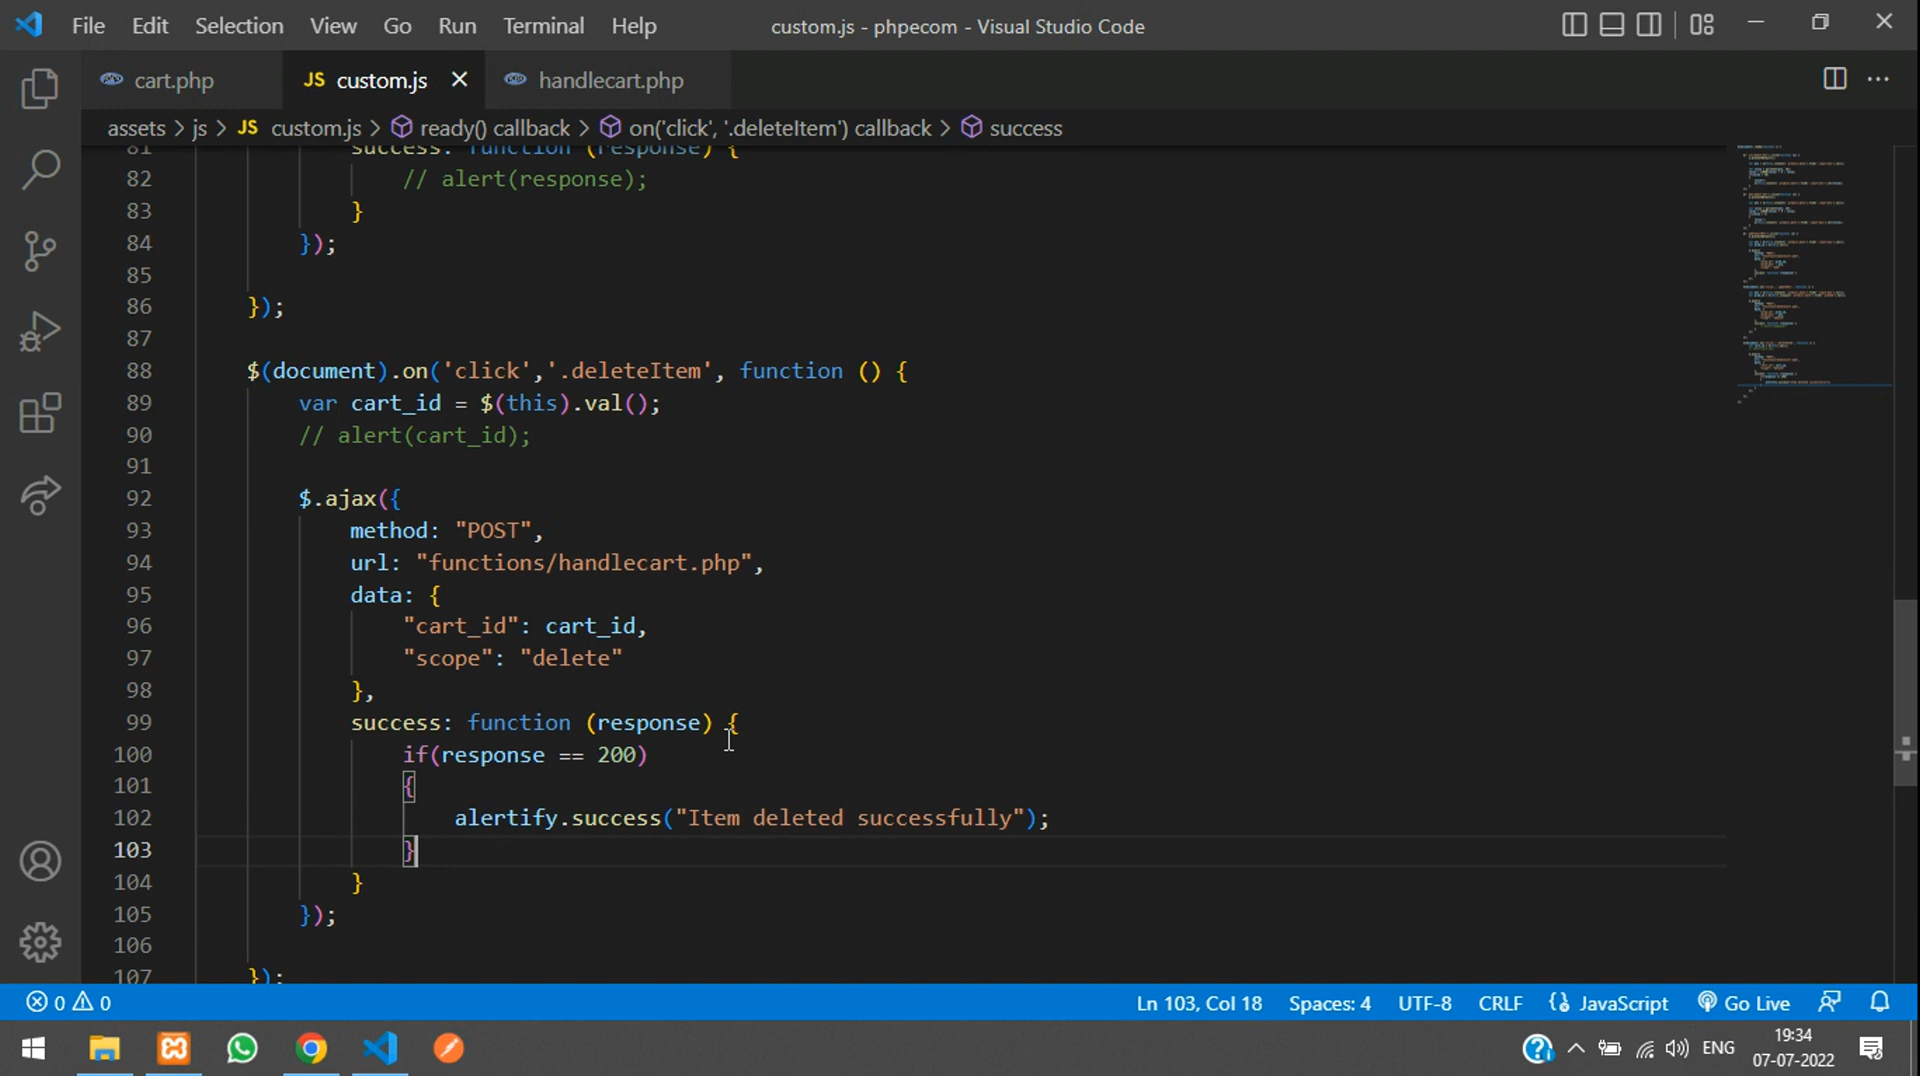 File Edit Selection View Go Run Terminal Help custom.js - phpecom - Visual Studio Code
cart.php JS custom.js handlecart.php
assets > js > JS custom.js > ready() callback > on('click', '.deleteItem') callback > success
81 success: function (response) {
82 // alert(response);
83 }
84 });
85
86 });
87
88 $(document).on('click','.deleteItem', function () {
89 var cart_id = $(this).val();
90 // alert(cart_id);
91
92 $.ajax({
93 method: "POST",
94 url: "functions/handlecart.php",
95 data: {
96 "cart_id": cart_id,
97 "scope": "delete"
98 },
99 success: function (response) {
100 if(response == 200)
101 {
102 alertify.success("Item deleted successfully");
103 }
104 }
105 });
106
107 });
0 0 Ln 103, Col 18 Spaces: 4 UTF-8 CRLF JavaScript Go Live
ENG 19:34
07-07-2022